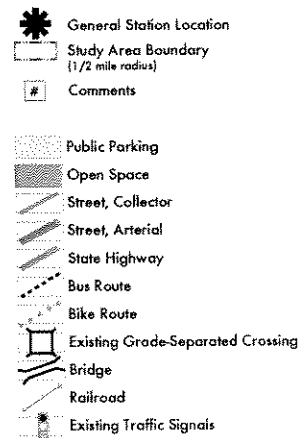 General Station Location
Study Area Boundary
(1/2 mile radius)
# Comments
Public Parking
Open Space
Street, Collector
Street, Arterial
State Highway
Bus Route
Bike Route
Existing Grade-Separated Crossing
Bridge
Railroad
Existing Traffic Signals